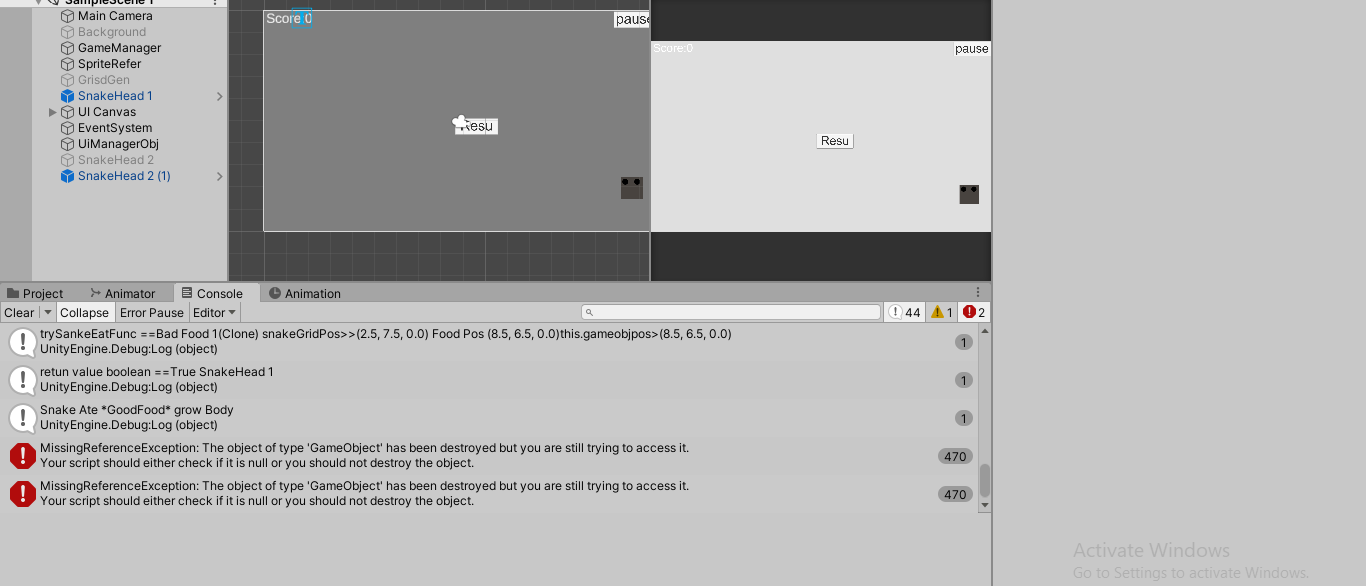 SampleScene 1
Main Camera
Background
GameManager
SpriteRefer
GrisdGen
SnakeHead 1
UI Canvas
EventSystem
UiManagerObj
SnakeHead 2
SnakeHead 2 (1)
Score:0
pause
Resu
Score:0
pause
Resu
Project
Animator
Console
Animation
Clear
Collapse
Error Pause
Editor
44
1
2
trySankeEatFunc ==Bad Food 1(Clone) snakeGridPos>>(2.5, 7.5, 0.0) Food Pos (8.5, 6.5, 0.0)this.gameobjpos>(8.5, 6.5, 0.0)
UnityEngine.Debug:Log (object)
1
retun value boolean ==True SnakeHead 1
UnityEngine.Debug:Log (object)
1
Snake Ate *GoodFood* grow Body
UnityEngine.Debug:Log (object)
1
MissingReferenceException: The object of type 'GameObject' has been destroyed but you are still trying to access it.
Your script should either check if it is null or you should not destroy the object.
470
MissingReferenceException: The object of type 'GameObject' has been destroyed but you are still trying to access it.
Your script should either check if it is null or you should not destroy the object.
470
Activate Windows
Go to Settings to activate Windows.